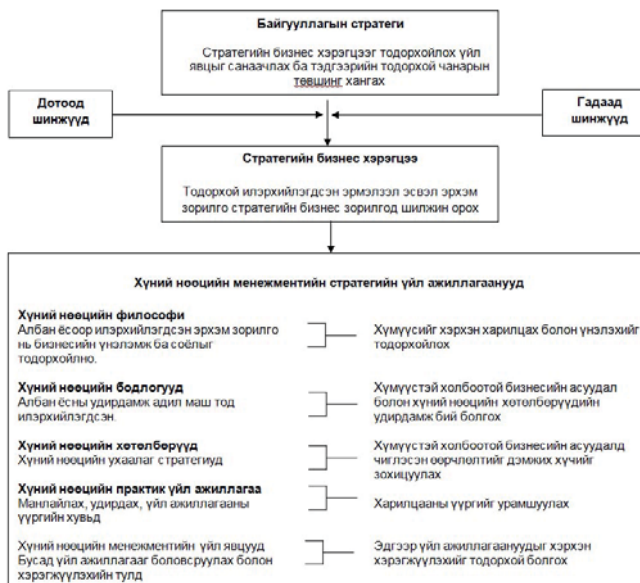 Байгууллагын стратеги
Стратегийн бизнес хэрэгцээг тодорхойлох үйл
явцыг санаачлах ба тэдгээрийн тодорхой чанарын
төвшинг хангах
Дотоод
шинжүүд
Гадаад
шинжүүд
Стратегийн бизнес хэрэгцээ
Тодорхой илэрхийлэгдсэн эрмэлзэл эсвэл эрхэм
зорилго стратегийн бизнес зорилгод шилжин орох
Хүний нөөцийн менежментийн стратегийн үйл ажиллагаанууд
Хүний нөөцийн философи
Албан ёсоор илэрхийлэгдсэн эрхэм зорилго
нь бизнесийн үнэлэмж ба соёлыг
тодорхойлно.
Хүмүүсийг хэрхэн харилцах болон үнэлэхийг
тодорхойлох
Хүний нөөцийн бодлогууд
Албан ёсны удирдамж адил маш тод
илэрхийлэгдсэн.
Хүмүүстэй холбоотой бизнесийн асуудал
болон хүний нөөцийн хөтөлбөрүүдийн
удирдамж бий болгох
Хүний нөөцийн хөтөлбөрүүд
Хүний нөөцийн ухаалаг стратегиуд
Хүмүүстэй холбоотой бизнесийн асуудалд
чиглэсэн өөрчлөлтийг дэмжих хүчийг
зохицуулах
Хүний нөөцийн практик үйл ажиллагаа
Манлайлах, удирдах, үйл ажиллагааны
үүргийн хувьд
Харилцааны үүргийг урамшуулах
Хүний нөөцийн менежментийн үйл явцууд
Бусад үйл ажиллагааг боловсруулах болон
хэрэгжүүлэхийн тулд
Эдгээр үйл ажиллагаануудыг хэрхэн
хэрэгжүүлэхийг тодорхой болгох